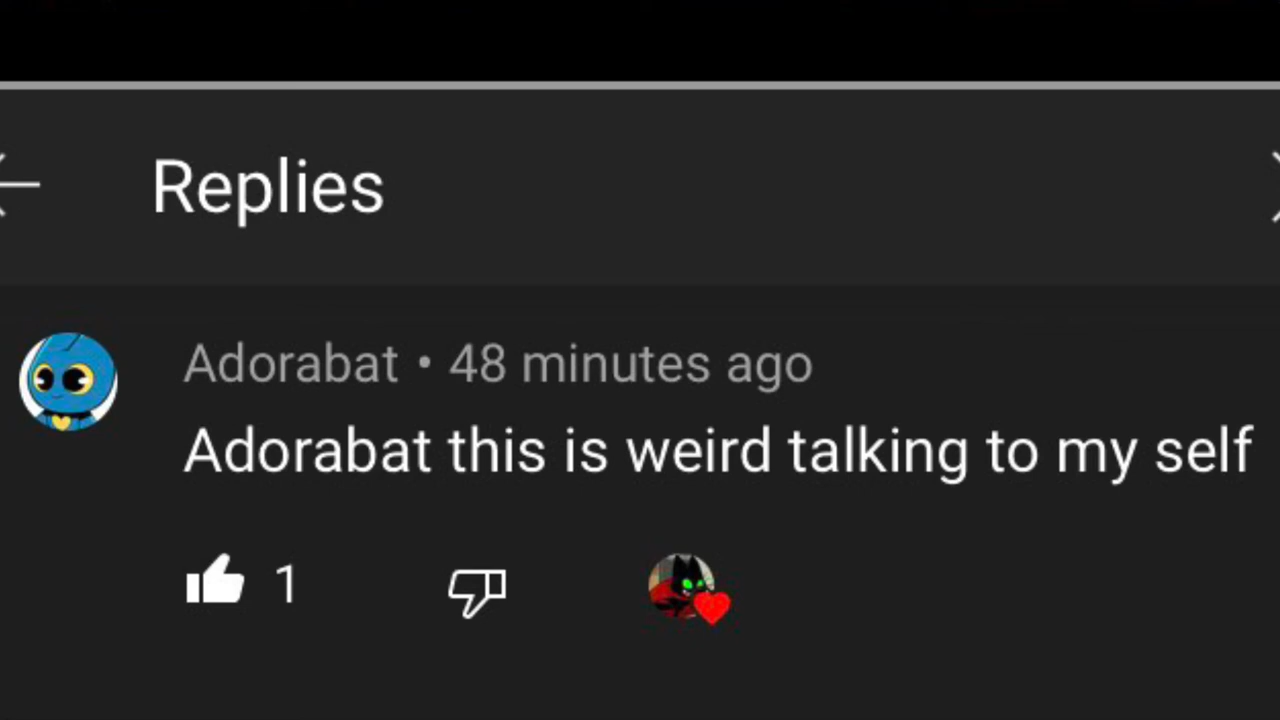 Replies
Adorabat • 48 minutes ago
Adorabat this is weird talking to my self
1